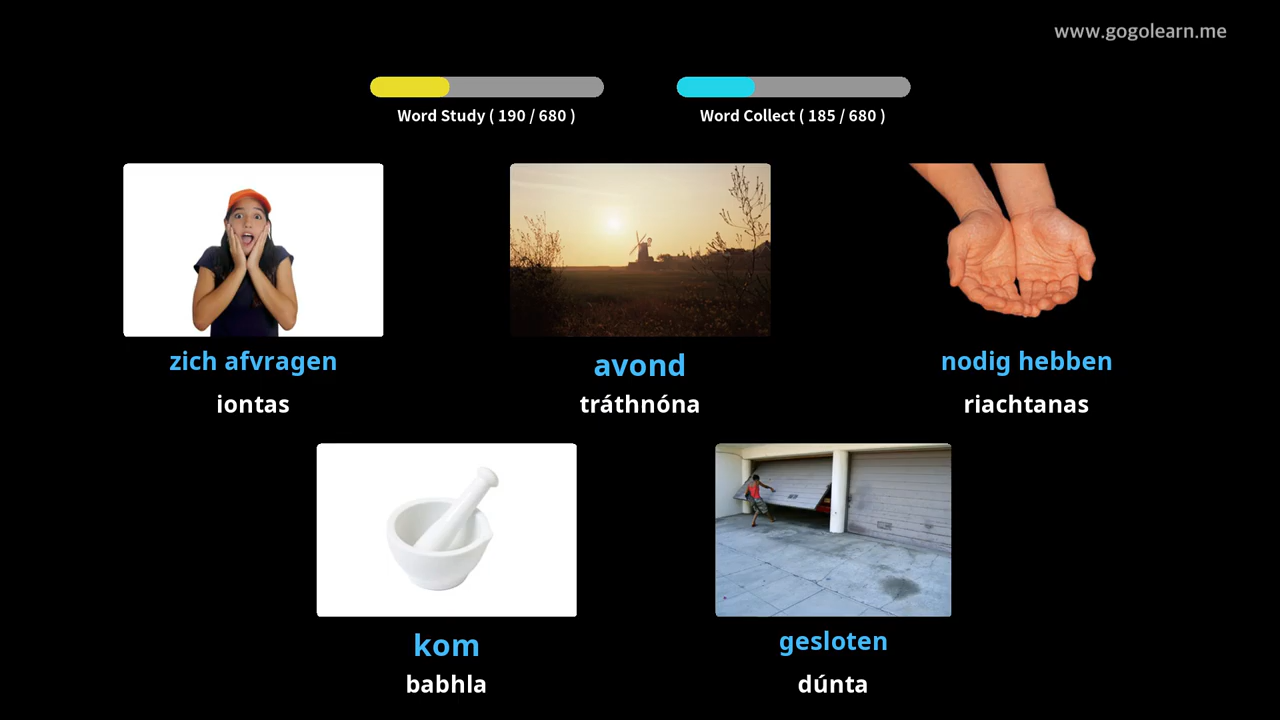 www.gogolearn.me
Word Study ( 190 / 680 )
Word Collect ( 185 / 680 )
zich afvragen
iontas
avond
tráthnóna
nodig hebben
riachtanas
kom
babhla
gesloten
dúnta